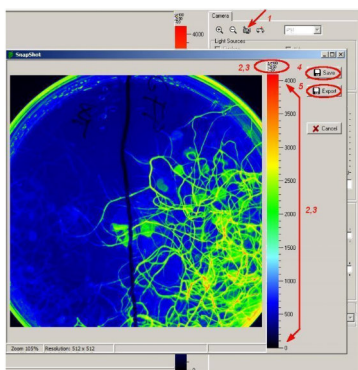 Camera
4000
Light Sources
1
SnapShot
2,3
4
Save
5
Export
Cancel
4000
3500
3000
2500
2,3
2000
1500
1000
500
0
Zoom 105%
Resolution: 512 x 512